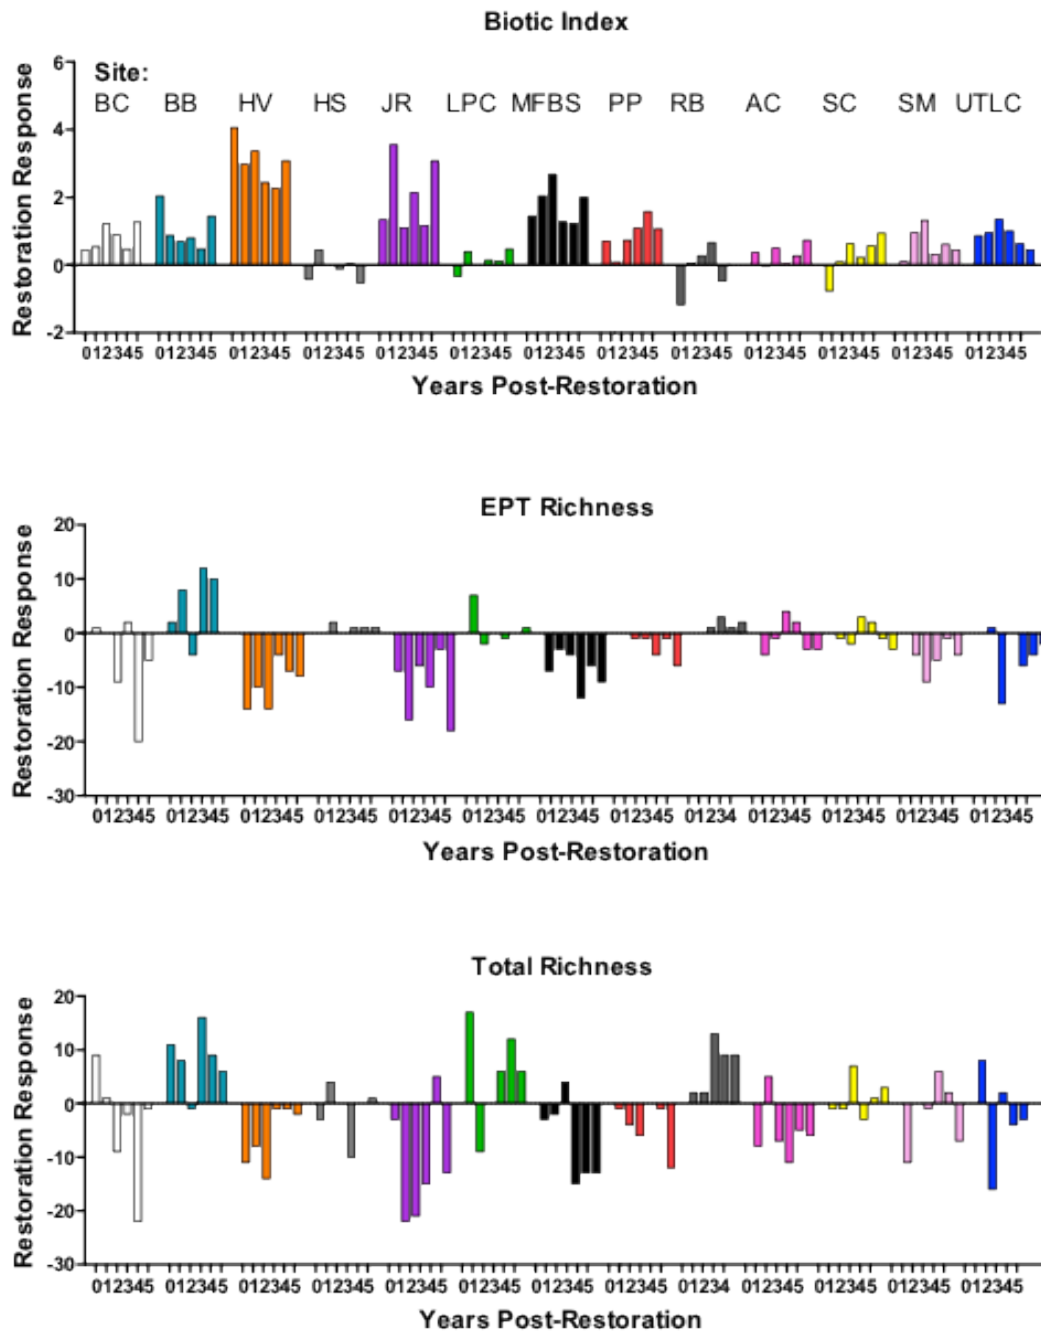 Biotic Index
Restoration Response
6
4
2
0
-2
Site:
BC BB HV HS JR LPC MFBS PP RB AC SC SM UTLC
012345 012345 012345 012345 012345 012345 012345 012345 012345 012345 012345 012345 012345
Years Post-Restoration
EPT Richness
Restoration Response
20
10
0
-10
-20
-30
012345 012345 012345 012345 012345 012345 012345 012345 01234 012345 012345 012345 012345
Years Post-Restoration
Total Richness
Restoration Response
20
10
0
-10
-20
-30
012345 012345 012345 012345 012345 012345 012345 012345 01234 012345 012345 012345 012345
Years Post-Restoration